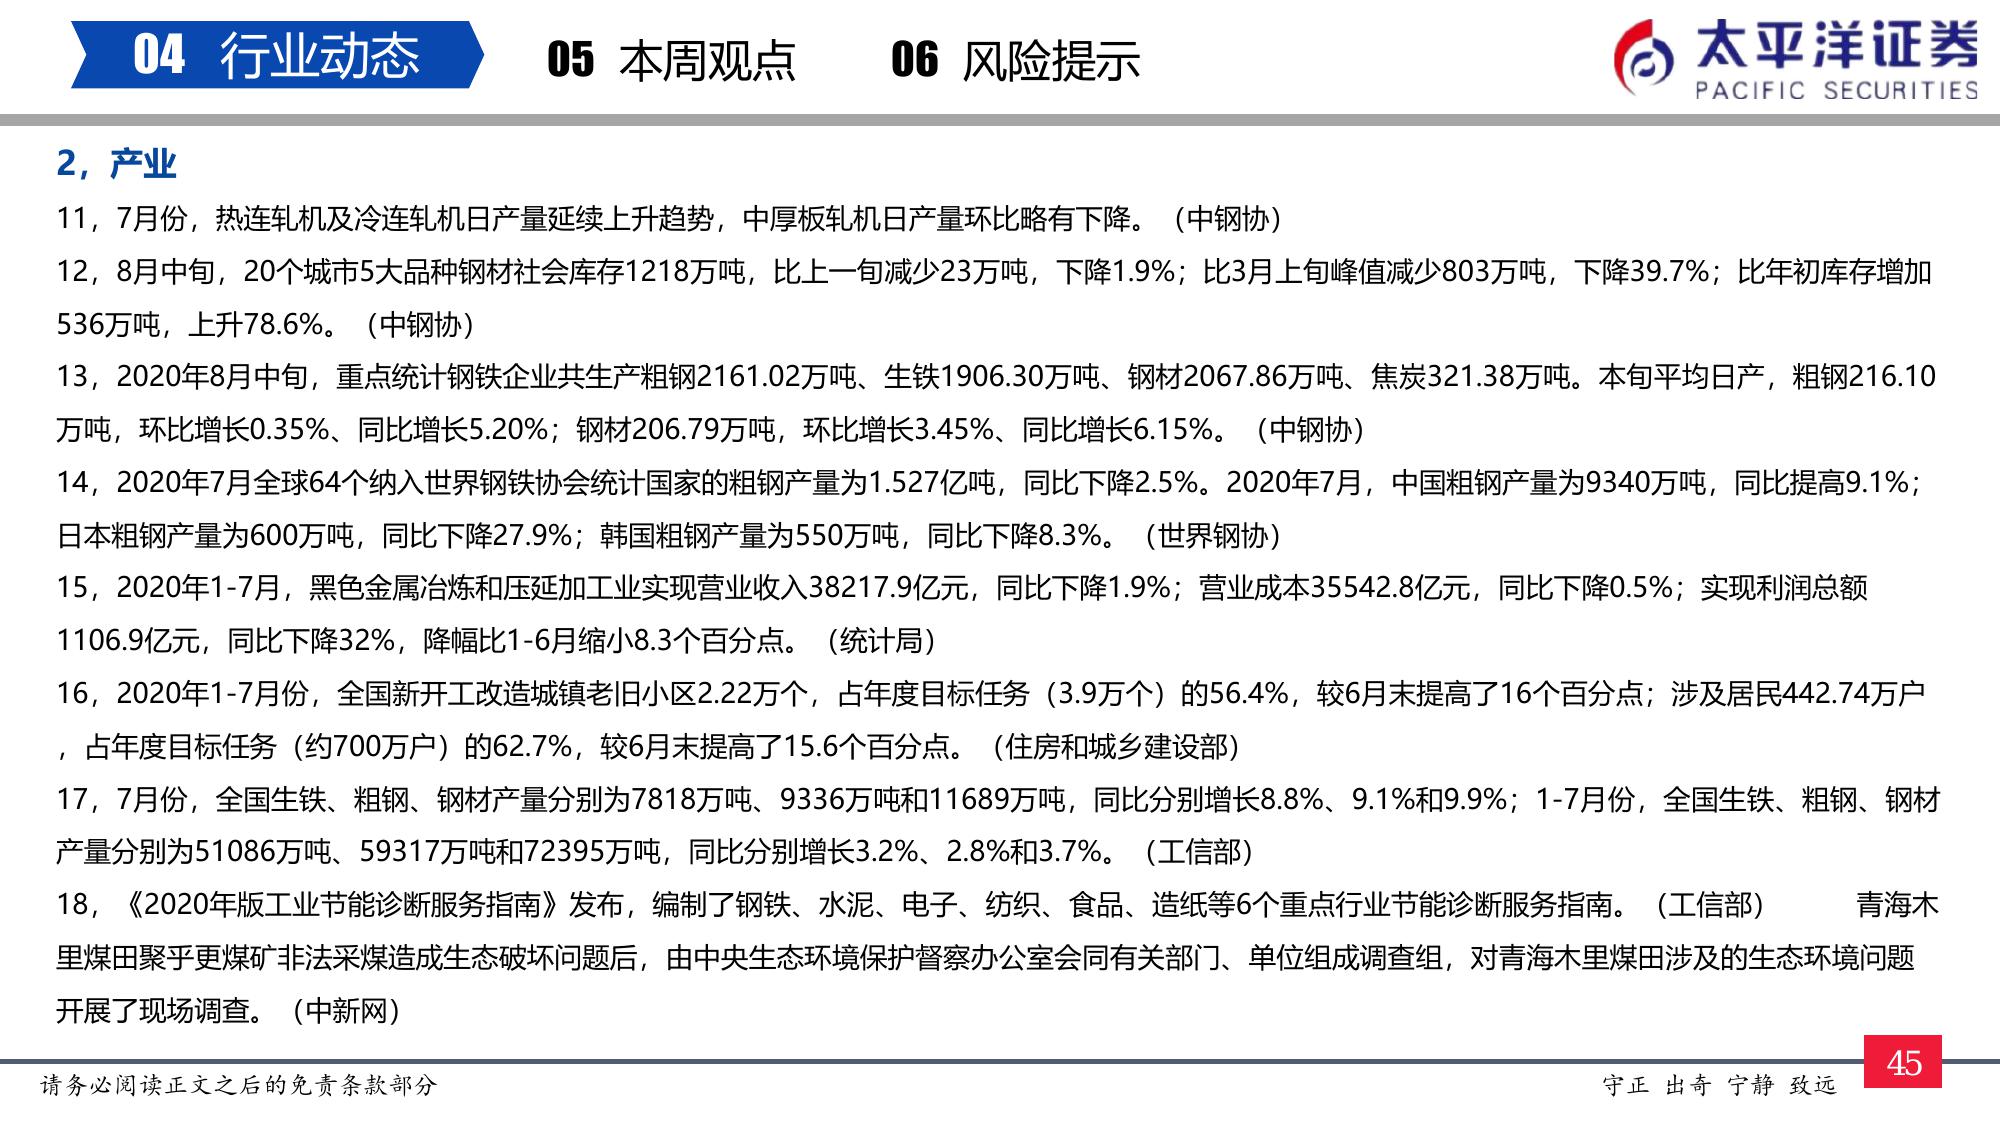 04 行业动态 05 本周观点 06 风险提示
太平洋证券
PACIFIC SECURITIES
2，产业
11，7月份，热连轧机及冷连轧机日产量延续上升趋势，中厚板轧机日产量环比略有下降。（中钢协）
12，8月中旬，20个城市5大品种钢材社会库存1218万吨，比上一旬减少23万吨，下降1.9%；比3月上旬峰值减少803万吨，下降39.7%；比年初库存增加
536万吨，上升78.6%。（中钢协）
13，2020年8月中旬，重点统计钢铁企业共生产粗钢2161.02万吨、生铁1906.30万吨、钢材2067.86万吨、焦炭321.38万吨。本旬平均日产，粗钢216.10
万吨，环比增长0.35%、同比增长5.20%；钢材206.79万吨，环比增长3.45%、同比增长6.15%。（中钢协）
14，2020年7月全球64个纳入世界钢铁协会统计国家的粗钢产量为1.527亿吨，同比下降2.5%。2020年7月，中国粗钢产量为9340万吨，同比提高9.1%；
日本粗钢产量为600万吨，同比下降27.9%；韩国粗钢产量为550万吨，同比下降8.3%。（世界钢协）
15，2020年1-7月，黑色金属冶炼和压延加工业实现营业收入38217.9亿元，同比下降1.9%；营业成本35542.8亿元，同比下降0.5%；实现利润总额
1106.9亿元，同比下降32%，降幅比1-6月缩小8.3个百分点。（统计局）
16，2020年1-7月份，全国新开工改造城镇老旧小区2.22万个，占年度目标任务（3.9万个）的56.4%，较6月末提高了16个百分点；涉及居民442.74万户
，占年度目标任务（约700万户）的62.7%，较6月末提高了15.6个百分点。（住房和城乡建设部）
17，7月份，全国生铁、粗钢、钢材产量分别为7818万吨、9336万吨和11689万吨，同比分别增长8.8%、9.1%和9.9%；1-7月份，全国生铁、粗钢、钢材
产量分别为51086万吨、59317万吨和72395万吨，同比分别增长3.2%、2.8%和3.7%。（工信部）
18，《2020年版工业节能诊断服务指南》发布，编制了钢铁、水泥、电子、纺织、食品、造纸等6个重点行业节能诊断服务指南。（工信部） 青海木
里煤田聚乎更煤矿非法采煤造成生态破坏问题后，由中央生态环境保护督察办公室会同有关部门、单位组成调查组，对青海木里煤田涉及的生态环境问题
开展了现场调查。（中新网）
45
请务必阅读正文之后的免责条款部分
守正 出奇 宁静 致远